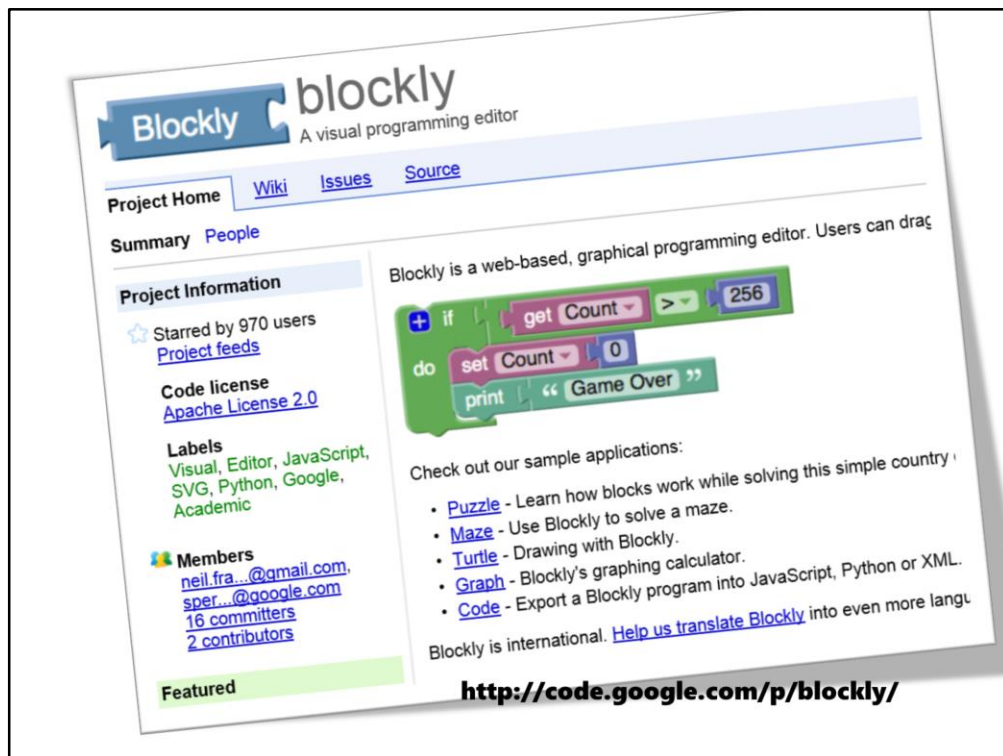 Blockly
blockly
A visual programming editor
Project Home Wiki Issues Source
Summary People
Project Information
Starred by 970 users
Project feeds
Code license
Apache License 2.0
Labels
Visual, Editor, JavaScript,
SVG, Python, Google,
Academic
Members
neil.fra...@gmail.com,
sper...@google.com
16 committers
2 contributors
Featured
Blockly is a web-based, graphical programming editor. Users can drag
if get Count > 256
do set Count 0
print “ Game Over ”
Check out our sample applications:
• Puzzle - Learn how blocks work while solving this simple country
• Maze - Use Blockly to solve a maze.
• Turtle - Drawing with Blockly.
• Graph - Blockly's graphing calculator.
• Code - Export a Blockly program into JavaScript, Python or XML.
Blockly is international. Help us translate Blockly into even more langu
http://code.google.com/p/blockly/